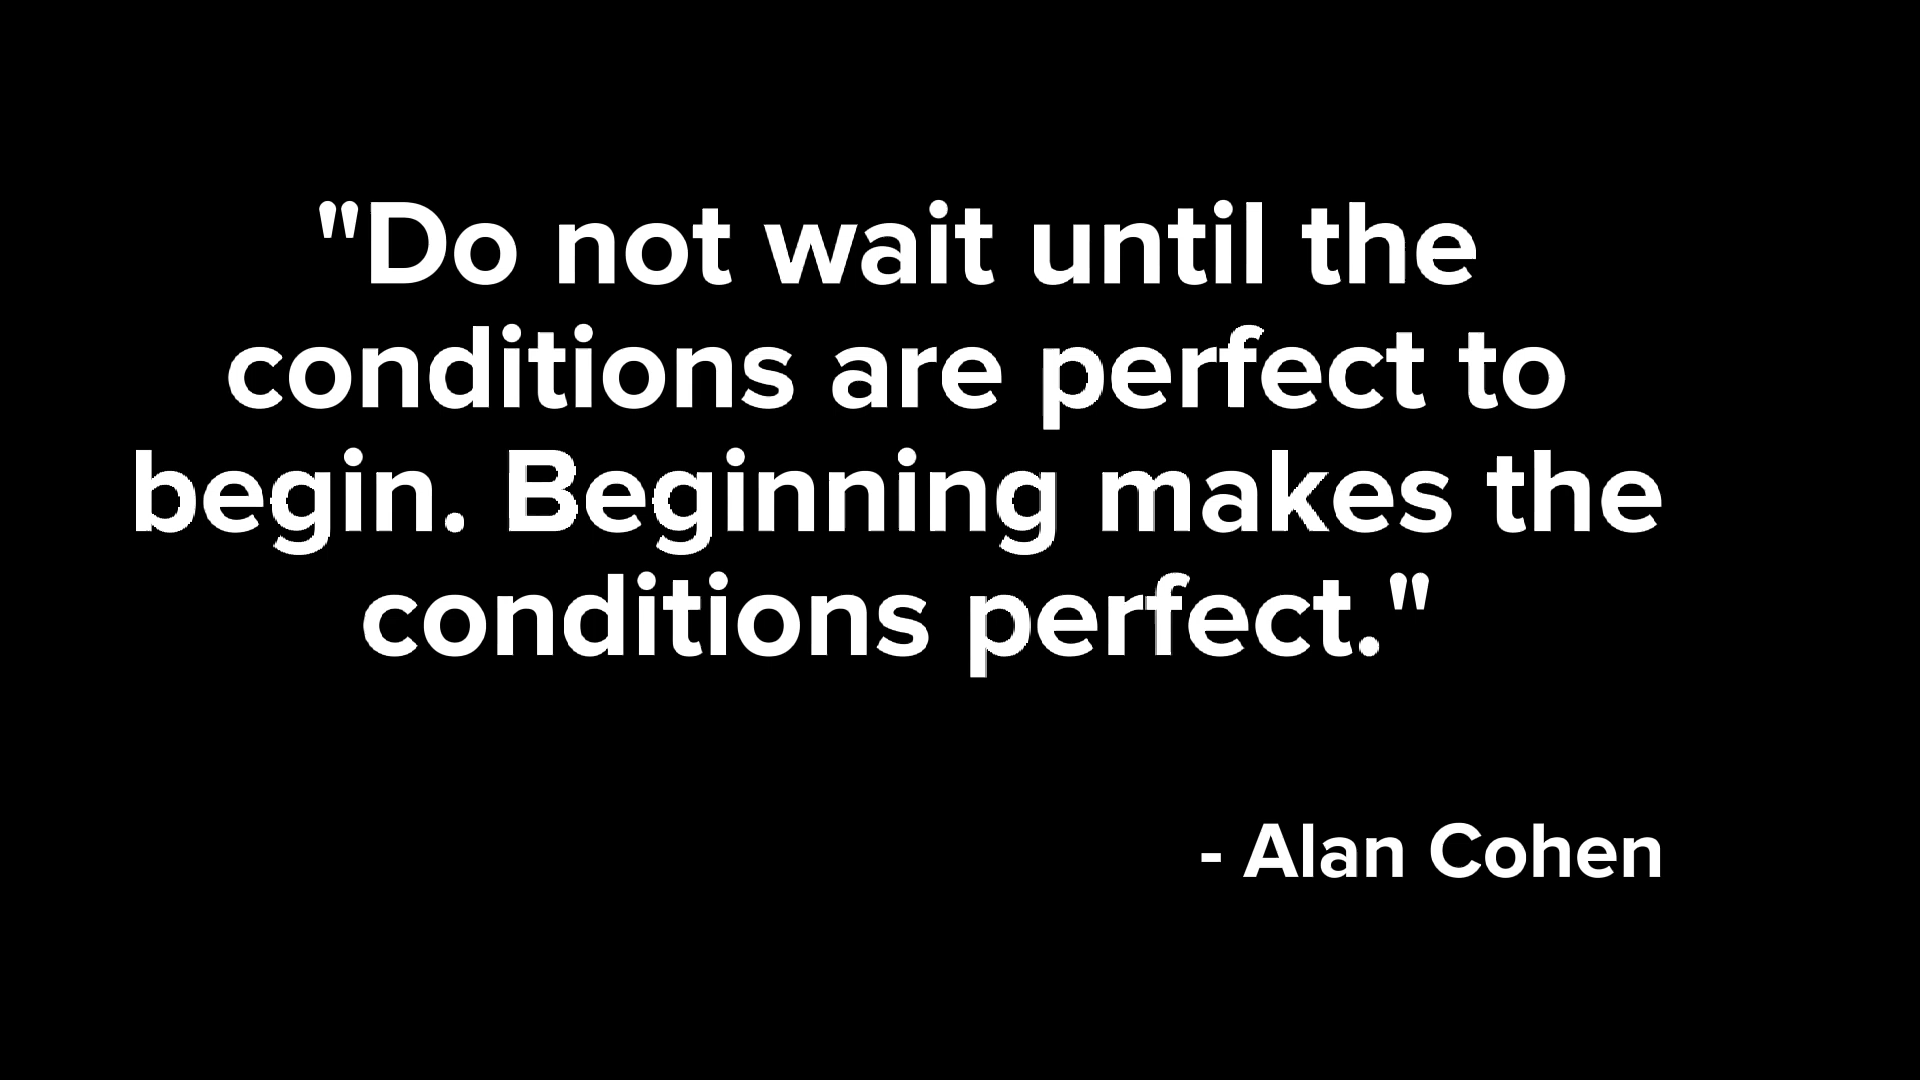 "Do not wait until the
conditions are perfect to
begin. Beginning makes the
conditions perfect."
- Alan Cohen